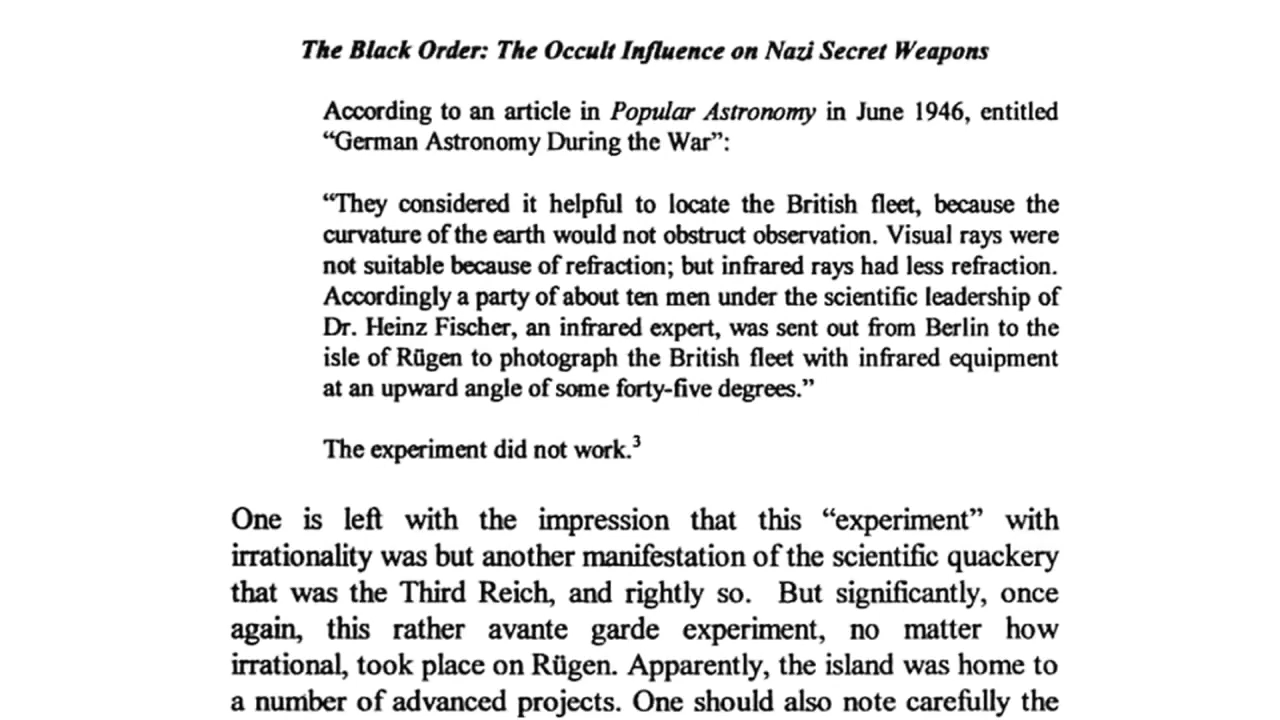 The Black Order: The Occult Influence on Nazi Secret Weapons
According to an article in Popular Astronomy in June 1946, entitled
“German Astronomy During the War”:
“They considered it helpful to locate the British fleet, because the
curvature of the earth would not obstruct observation. Visual rays were
not suitable because of refraction; but infrared rays had less refraction.
Accordingly a party of about ten men under the scientific leadership of
Dr. Heinz Fischer, an infrared expert, was sent out from Berlin to the
isle of Rügen to photograph the British fleet with infrared equipment
at an upward angle of some forty-five degrees.”
The experiment did not work.3
One is left with the impression that this “experiment” with
irrationality was but another manifestation of the scientific quackery
that was the Third Reich, and rightly so. But significantly, once
again, this rather avante garde experiment, no matter how
irrational, took place on Rügen. Apparently, the island was home to
a number of advanced projects. One should also note carefully the